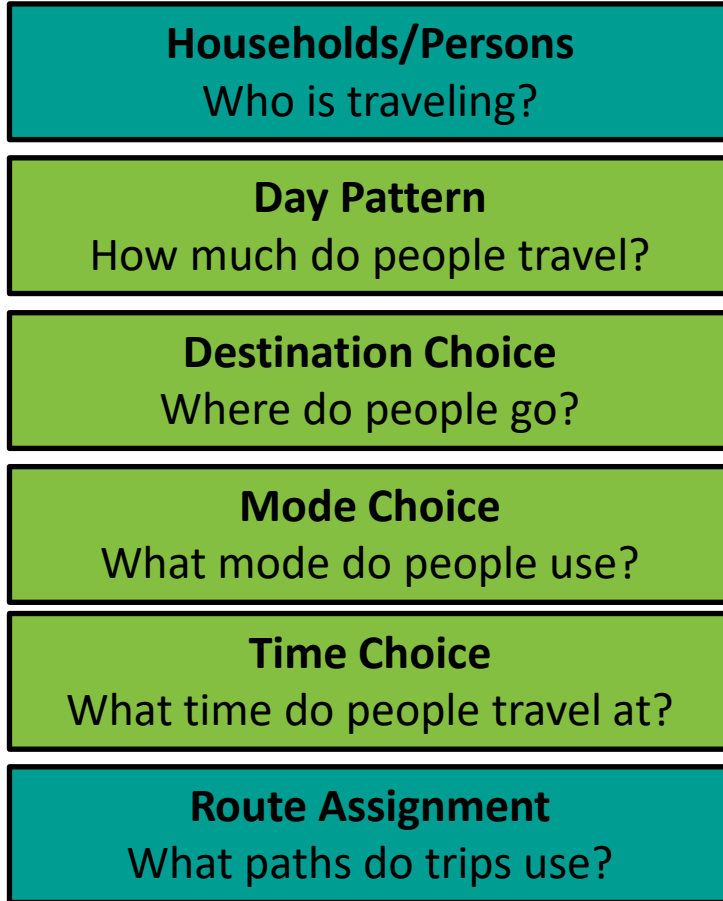 Households/Persons
Who is traveling?
Day Pattern
How much do people travel?
Destination Choice
Where do people go?
Mode Choice
What mode do people use?
Time Choice
What time do people travel at?
Route Assignment
What paths do trips use?